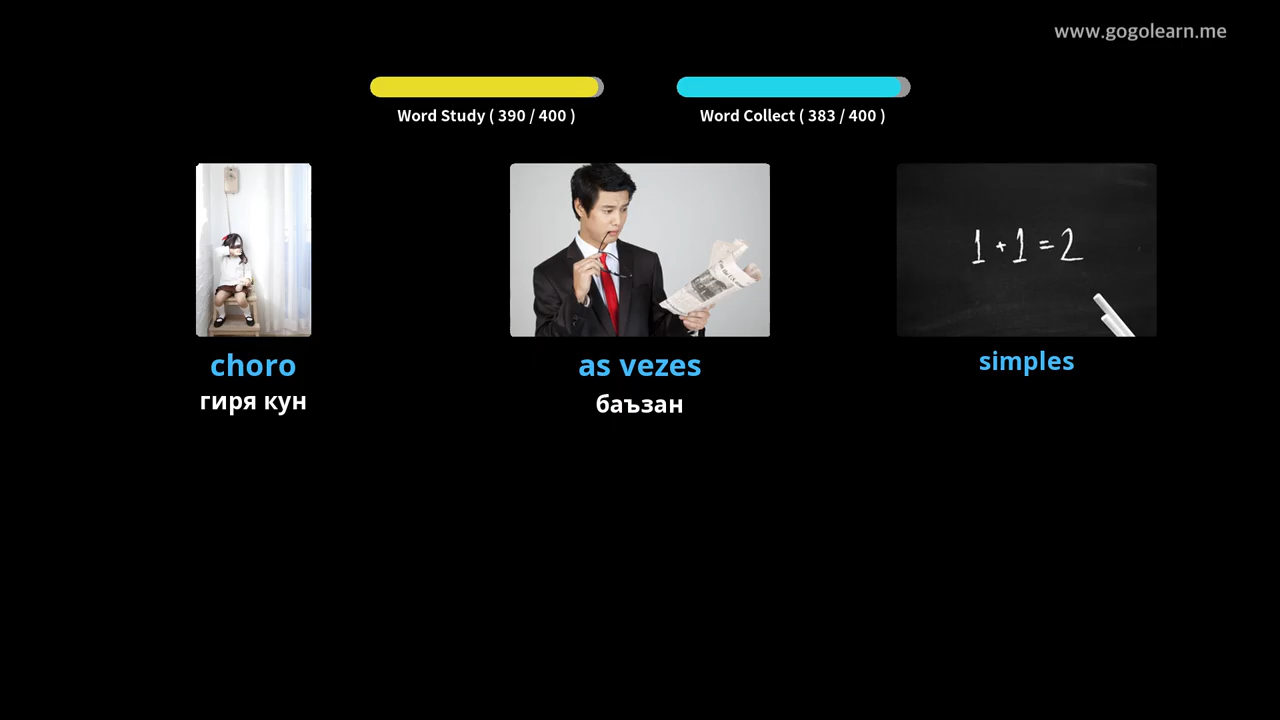 www.gogolearn.me
Word Study ( 390 / 400 )
Word Collect ( 383 / 400 )
1 + 1 = 2
choro
as vezes
simples
гиря кун
баъзан